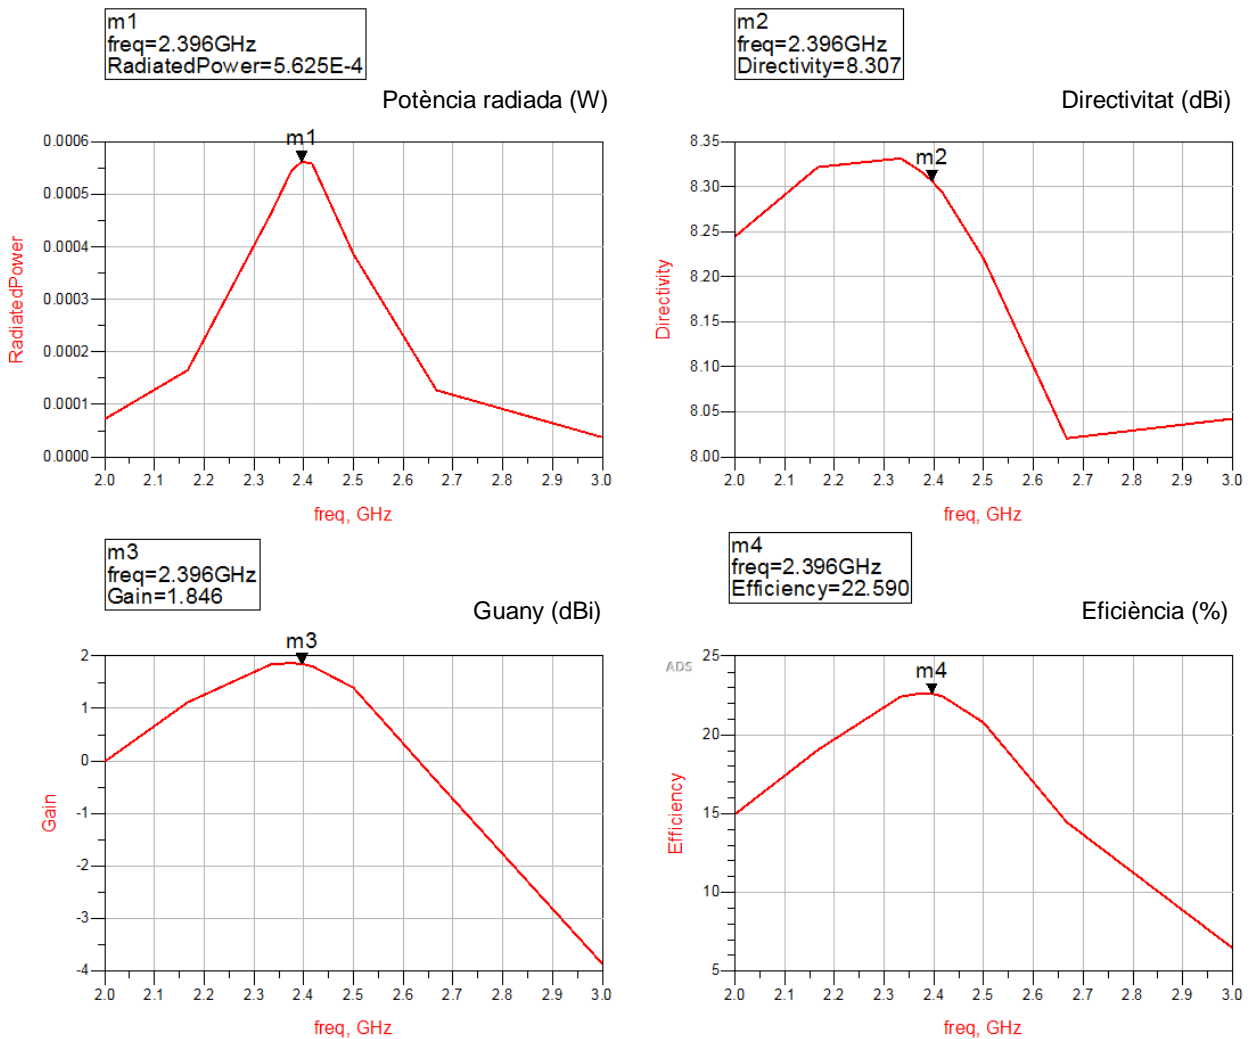 m1
freq=2.396GHz
RadiatedPower=5.625E-4
Potència radiada (W)
m1
0.0006
0.0005
0.0004
0.0003
0.0002
0.0001
0.0000
RadiatedPower
2.0 2.1 2.2 2.3 2.4 2.5 2.6 2.7 2.8 2.9 3.0
freq, GHz
m2
freq=2.396GHz
Directivity=8.307
Directivitat (dBi)
m2
8.35
8.30
8.25
8.20
8.15
8.10
8.05
8.00
Directivity
2.0 2.1 2.2 2.3 2.4 2.5 2.6 2.7 2.8 2.9 3.0
freq, GHz
m3
freq=2.396GHz
Gain=1.846
Guany (dBi)
m3
2
1
0
-1
-2
-3
-4
Gain
2.0 2.1 2.2 2.3 2.4 2.5 2.6 2.7 2.8 2.9 3.0
freq, GHz
m4
freq=2.396GHz
Efficiency=22.590
Eficiència (%)
ADS
m4
25
20
15
10
5
Efficiency
2.0 2.1 2.2 2.3 2.4 2.5 2.6 2.7 2.8 2.9 3.0
freq, GHz